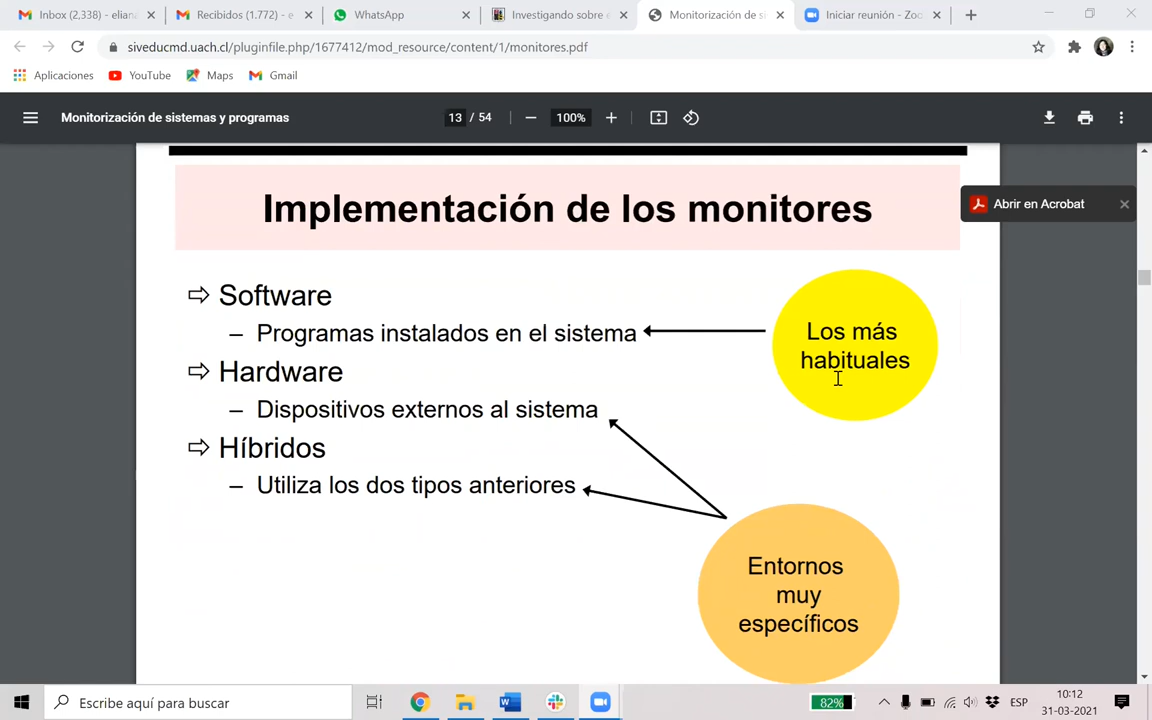 Inbox (2,338) - elian
Recibidos (1.772) - e
WhatsApp
Investigando sobre e
Monitorización de si
Iniciar reunión - Zoo
siveducmd.uach.cl/pluginfile.php/1677412/mod_resource/content/1/monitores.pdf
Aplicaciones
YouTube
Maps
Gmail
Monitorización de sistemas y programas
13 / 54
100%
Implementación de los monitores
Abrir en Acrobat
Software
– Programas instalados en el sistema
Los más
habituales
Hardware
– Dispositivos externos al sistema
Híbridos
– Utiliza los dos tipos anteriores
Entornos
muy
específicos
Escribe aquí para buscar
82%
ESP
10:12
31-03-2021